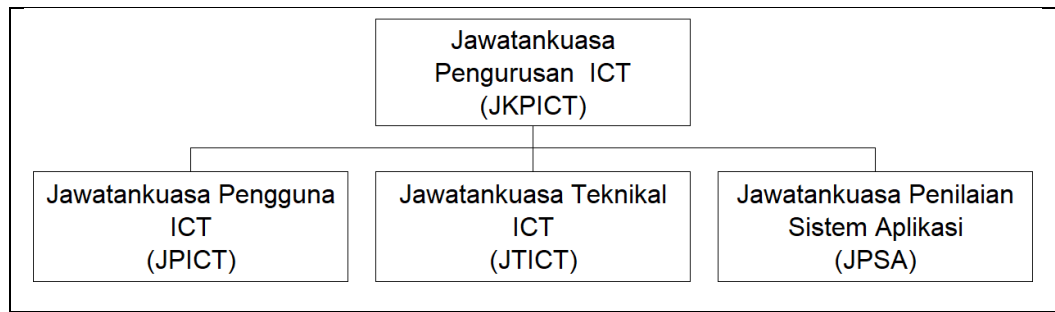 Jawatankuasa
Pengurusan ICT
(JKPICT)
Jawatankuasa Pengguna
ICT
(JPICT)
Jawatankuasa Teknikal
ICT
(JTICT)
Jawatankuasa Penilaian
Sistem Aplikasi
(JPSA)